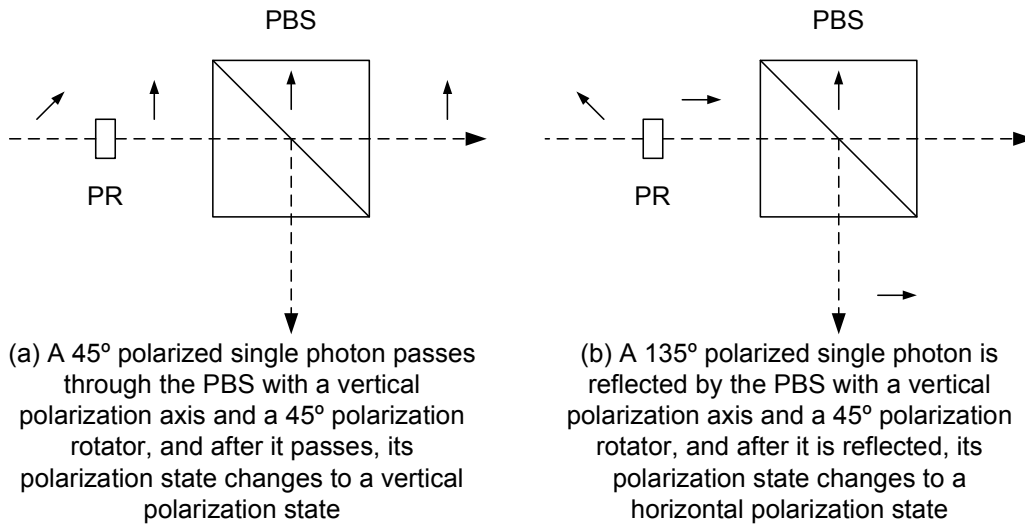 PBS
PR
(a) A 45º polarized single photon passes
through the PBS with a vertical
polarization axis and a 45º polarization
rotator, and after it passes, its
polarization state changes to a vertical
polarization state
PBS
PR
(b) A 135º polarized single photon is
reflected by the PBS with a vertical
polarization axis and a 45º polarization
rotator, and after it is reflected, its
polarization state changes to a
horizontal polarization state